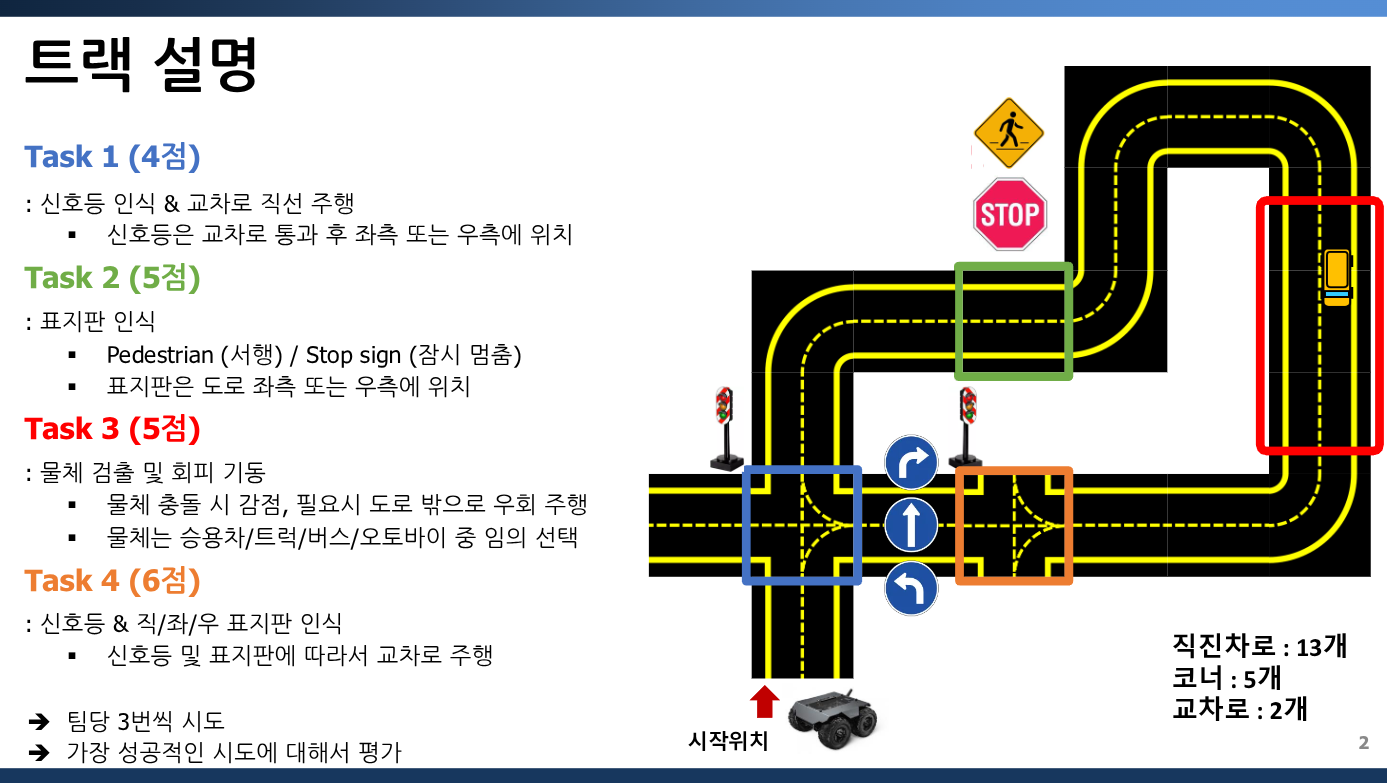 트랙 설명
Task 1 (4점)
: 신호등 인식 & 교차로 직선 주행
▪ 신호등은 교차로 통과 후 좌측 또는 우측에 위치
Task 2 (5점)
: 표지판 인식
▪ Pedestrian (서행) / Stop sign (잠시 멈춤)
▪ 표지판은 도로 좌측 또는 우측에 위치
Task 3 (5점)
: 물체 검출 및 회피 기동
▪ 물체 충돌 시 감점, 필요시 도로 밖으로 우회 주행
▪ 물체는 승용차/트럭/버스/오토바이 중 임의 선택
Task 4 (6점)
: 신호등 & 직/좌/우 표지판 인식
▪ 신호등 및 표지판에 따라서 교차로 주행
➔ 팀당 3번씩 시도
➔ 가장 성공적인 시도에 대해서 평가
STOP
시작위치
직진차로 : 13개
코너 : 5개
교차로 : 2개
2